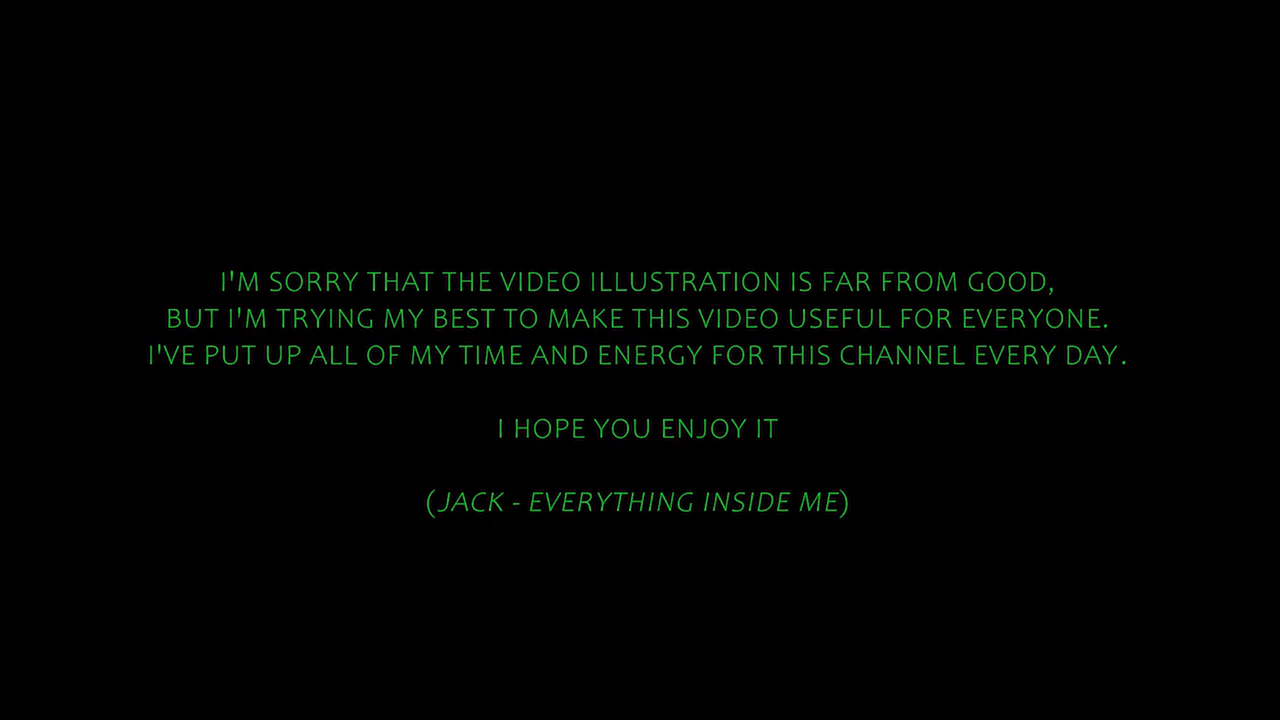 I'M SORRY THAT THE VIDEO ILLUSTRATION IS FAR FROM GOOD,
BUT I'M TRYING MY BEST TO MAKE THIS VIDEO USEFUL FOR EVERYONE.
I'VE PUT UP ALL OF MY TIME AND ENERGY FOR THIS CHANNEL EVERY DAY.
I HOPE YOU ENJOY IT
(JACK - EVERYTHING INSIDE ME)